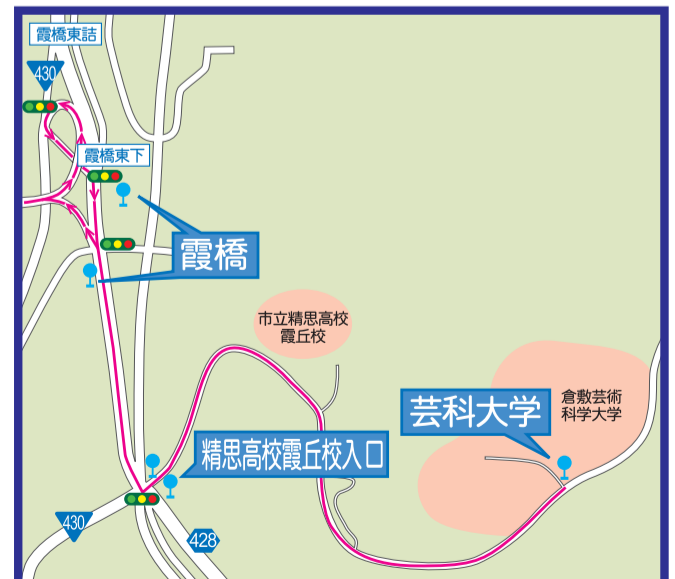 霞橋東詰
430
霞橋東下
霞橋
市立精思高校
霞丘校
芸科大学
倉敷芸術
科学大学
精思高校霞丘校入口
430
428